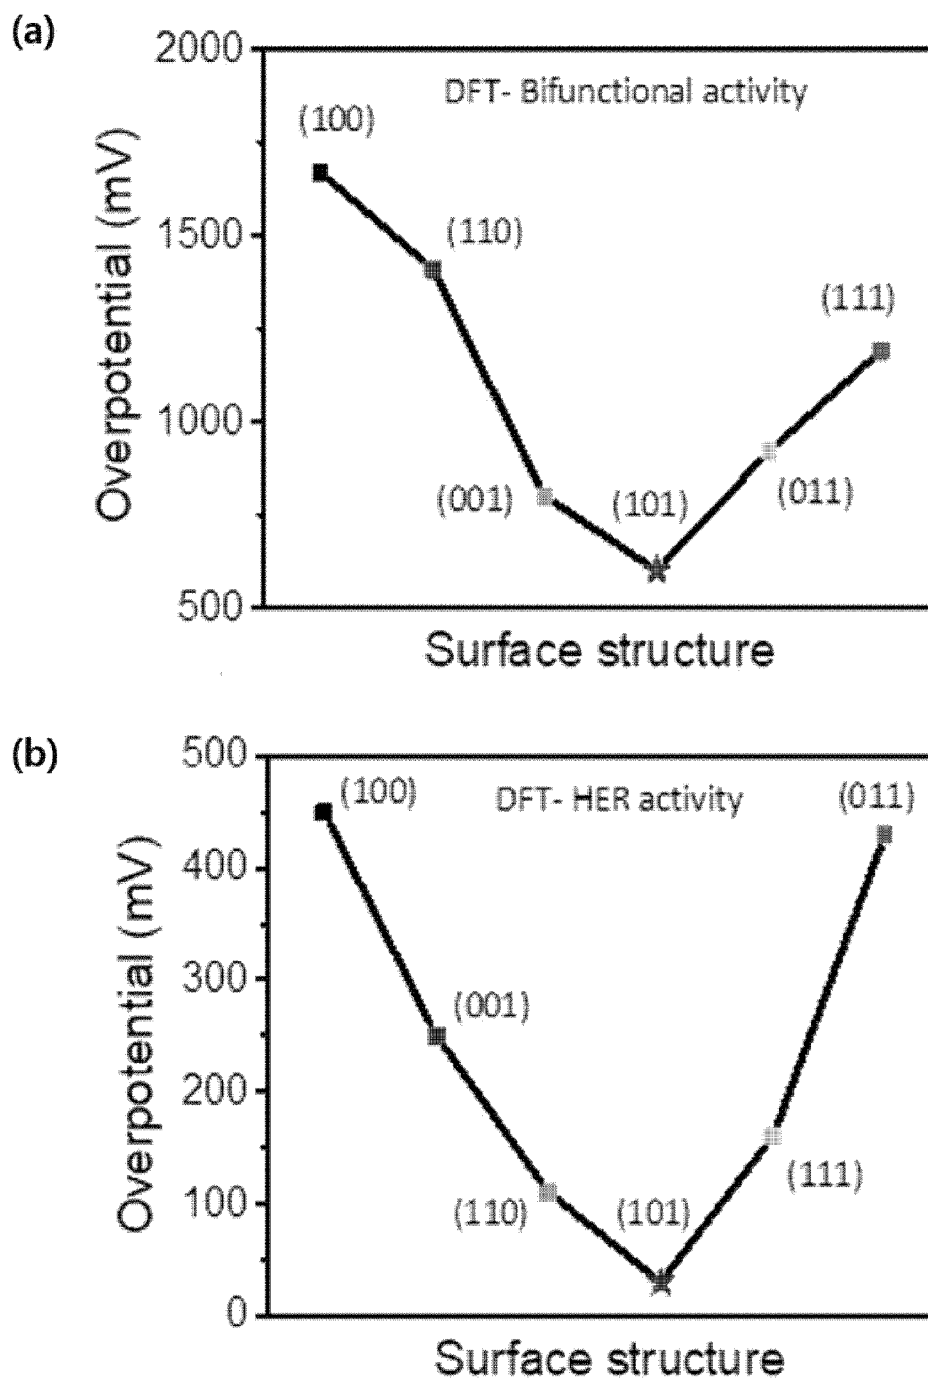 (a)
2000
DFT- Bifunctional activity
(100)
1500
(110)
(111)
Overpotential (mV)
1000
(001)
(101)
(011)
500
Surface structure
(b)
500
(100)
DFT- HER activity
(011)
400
Overpotential (mV)
300
(001)
200
(111)
100
(110)
(101)
0
Surface structure